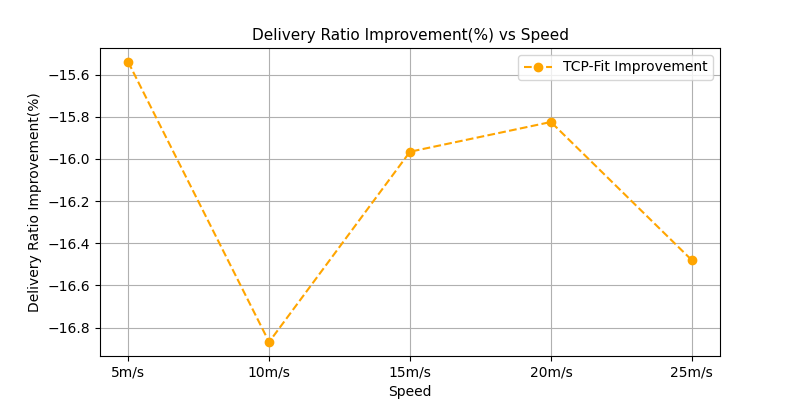 Delivery Ratio Improvement(%) vs Speed
TCP-Fit Improvement
Delivery Ratio Improvement(%)
−15.6
−15.8
−16.0
−16.2
−16.4
−16.6
−16.8
5m/s
10m/s
15m/s
20m/s
25m/s
Speed